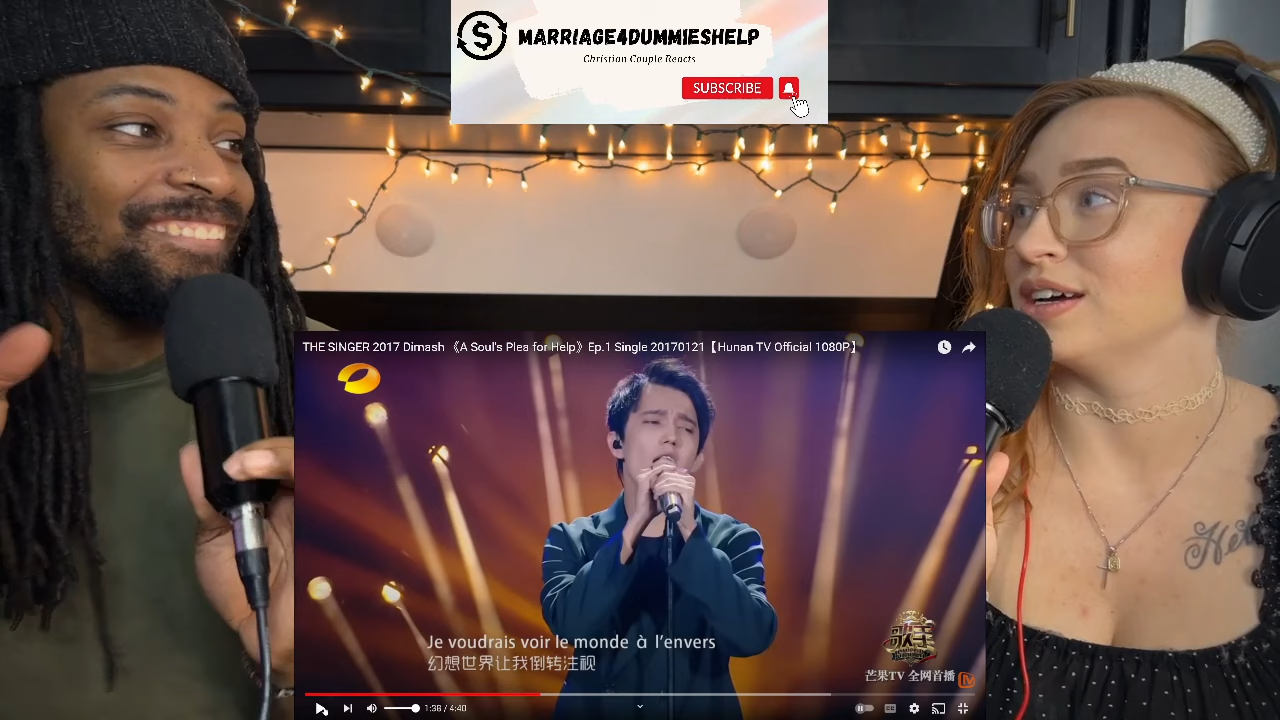 MARRIAGE4DUMMIESHELP
Christian Couple Reacts
SUBSCRIBE
THE SINGER 2017 Dimash 《A Soul's Plea for Help》Ep.1 Single 20170121【Hunan TV Official 1080P】
Je voudrais voir le monde à l'envers
幻想世界让我倒转注视
歌手
芒果TV 全网首播
1:38 / 4:40